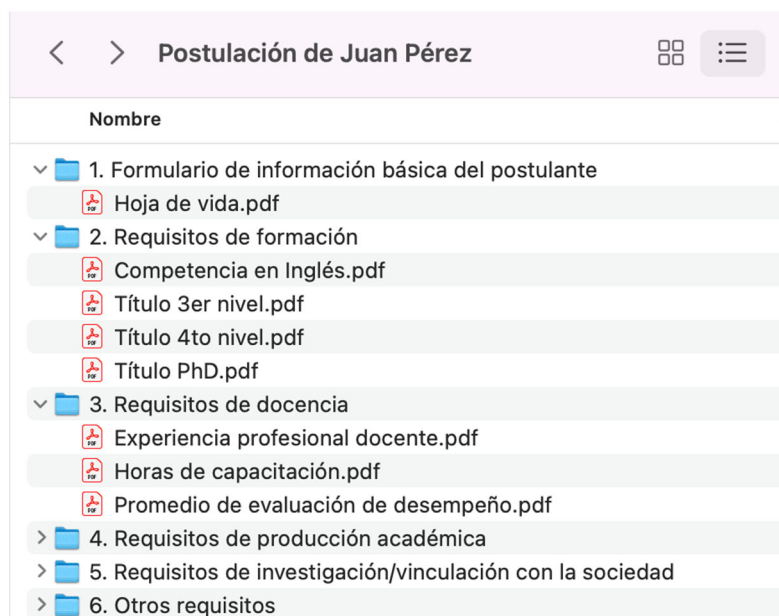 Postulación de Juan Pérez
Nombre
1. Formulario de información básica del postulante
Hoja de vida.pdf
2. Requisitos de formación
Competencia en Inglés.pdf
Título 3er nivel.pdf
Título 4to nivel.pdf
Título PhD.pdf
3. Requisitos de docencia
Experiencia profesional docente.pdf
Horas de capacitación.pdf
Promedio de evaluación de desempeño.pdf
4. Requisitos de producción académica
5. Requisitos de investigación/vinculación con la sociedad
6. Otros requisitos